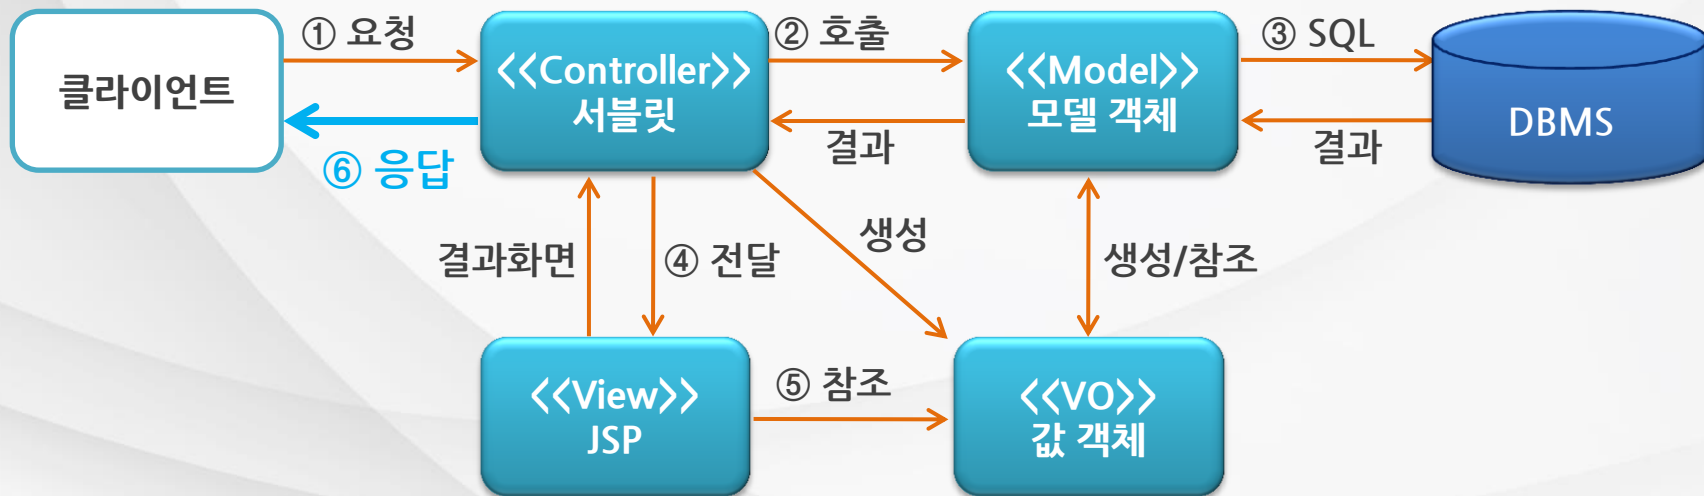 클라이언트
① 요청
⑥ 응답
<<Controller>>
서블릿
② 호출
결과
<<Model>>
모델 객체
③ SQL
결과
DBMS
결과화면
④ 전달
생성
생성/참조
<<View>>
JSP
⑤ 참조
<<VO>>
값 객체